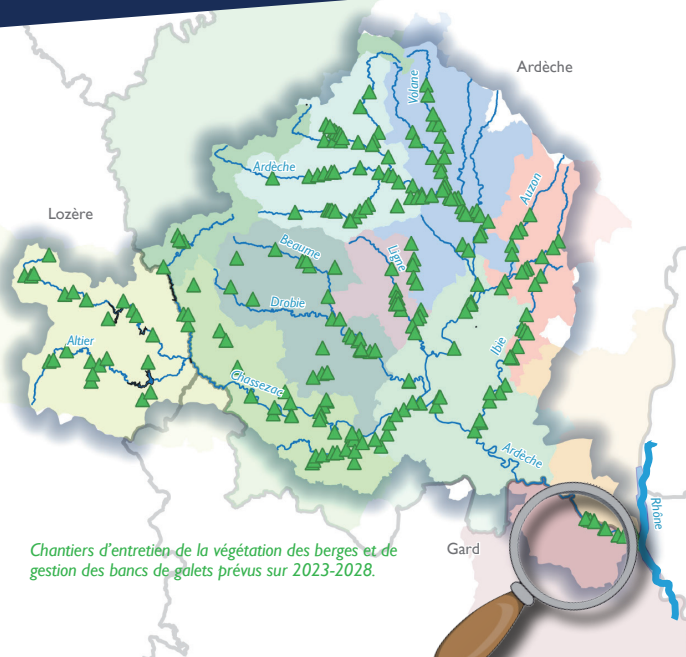 Ardèche
Volane
Ardèche
Auzon
Lozère
Beaume
Ligne
Drobie
Altier
Ibie
Chassezac
Ardèche
Rhône
Gard
Chantiers d'entretien de la végétation des berges et de
gestion des bancs de galets prévus sur 2023-2028.